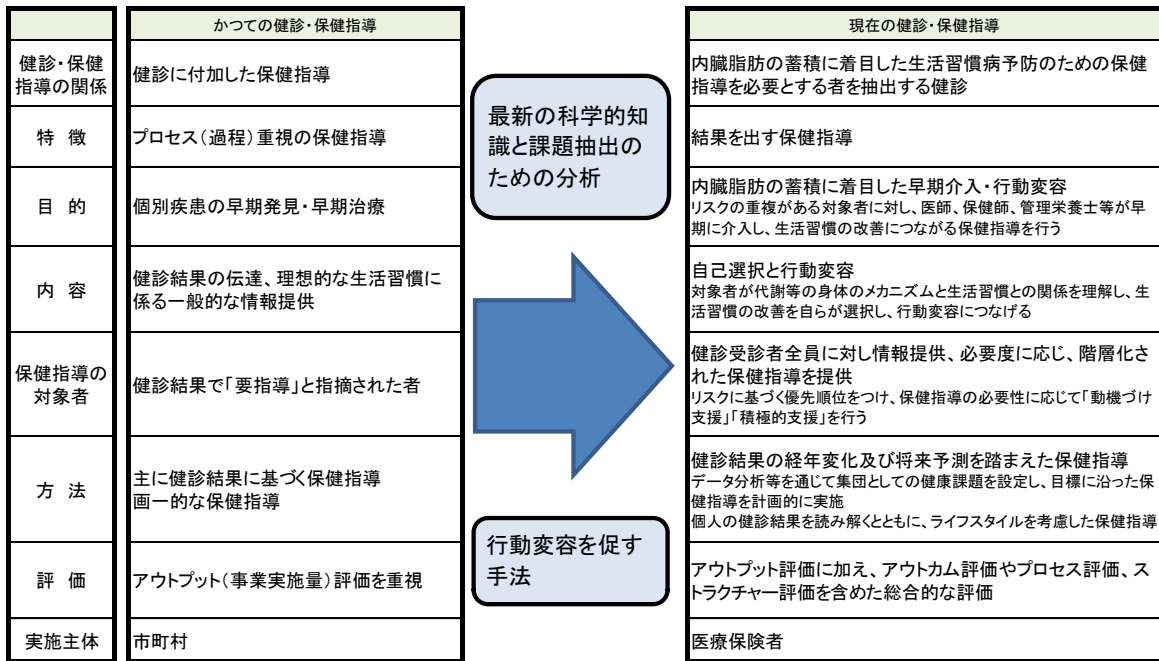 かつての健診・保健指導
現在の健診・保健指導
健診・保健
指導の関係
健診に付加した保健指導
内臓脂肪の蓄積に着目した生活習慣病予防のための保健
指導を必要とする者を抽出する健診
特 徴
プロセス(過程)重視の保健指導
結果を出す保健指導
目 的
個別疾患の早期発見・早期治療
内臓脂肪の蓄積に着目した早期介入・行動変容
リスクの重複がある対象者に対し、医師、保健師、管理栄養士等が早
期に介入し、生活習慣の改善につながる保健指導を行う
内 容
健診結果の伝達、理想的な生活習慣に
係る一般的な情報提供
自己選択と行動変容
対象者が代謝等の身体のメカニズムと生活習慣との関係を理解し、生
活習慣の改善を自らが選択し、行動変容につなげる
保健指導の
対象者
健診結果で「要指導」と指摘された者
健診受診者全員に対し情報提供、必要度に応じ、階層化さ
れた保健指導を提供
リスクに基づく優先順位をつけ、保健指導の必要性に応じて「動機づけ
支援」「積極的支援」を行う
方 法
主に健診結果に基づく保健指導
画一的な保健指導
健診結果の経年変化及び将来予測を踏まえた保健指導
データ分析等を通じて集団としての健康課題を設定し、目標に沿った保
健指導を計画的に実施
個人の健診結果を読み解くとともに、ライフスタイルを考慮した保健指導
評 価
アウトプット(事業実施量)評価を重視
アウトプット評価に加え、アウトカム評価やプロセス評価、ス
トラクチャー評価を含めた総合的な評価
実施主体
市町村
医療保険者
最新の科学的知
識と課題抽出の
ための分析
行動変容を促す
手法